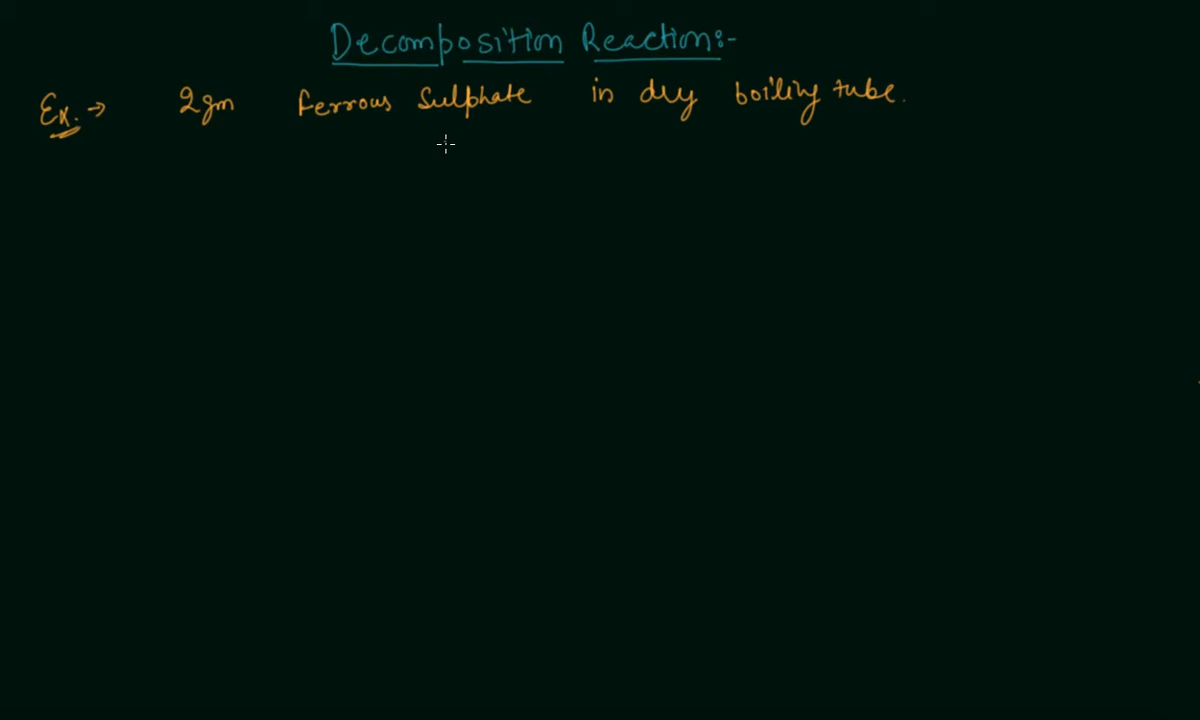 Decomposition Reaction:-
Ex. → 2gm ferrous Sulphate in dry boiling tube.